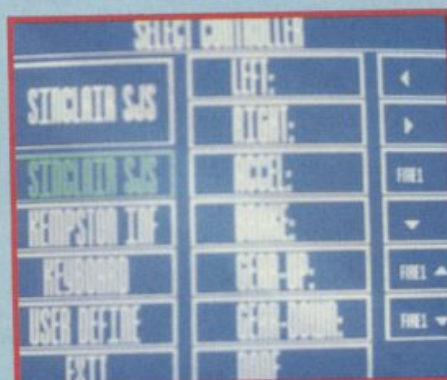 SELECT CONTROLLER
SINCLAIR SJS
SINCLAIR SJS
KEMPSTON INF
KEYBOARD
USER DEFINE
EXIT
LEFT:
RIGHT:
ACCEL:
BRAKE:
GEAR-UP:
GEAR-DOWN:
FIRE1
FIRE1
FIRE1